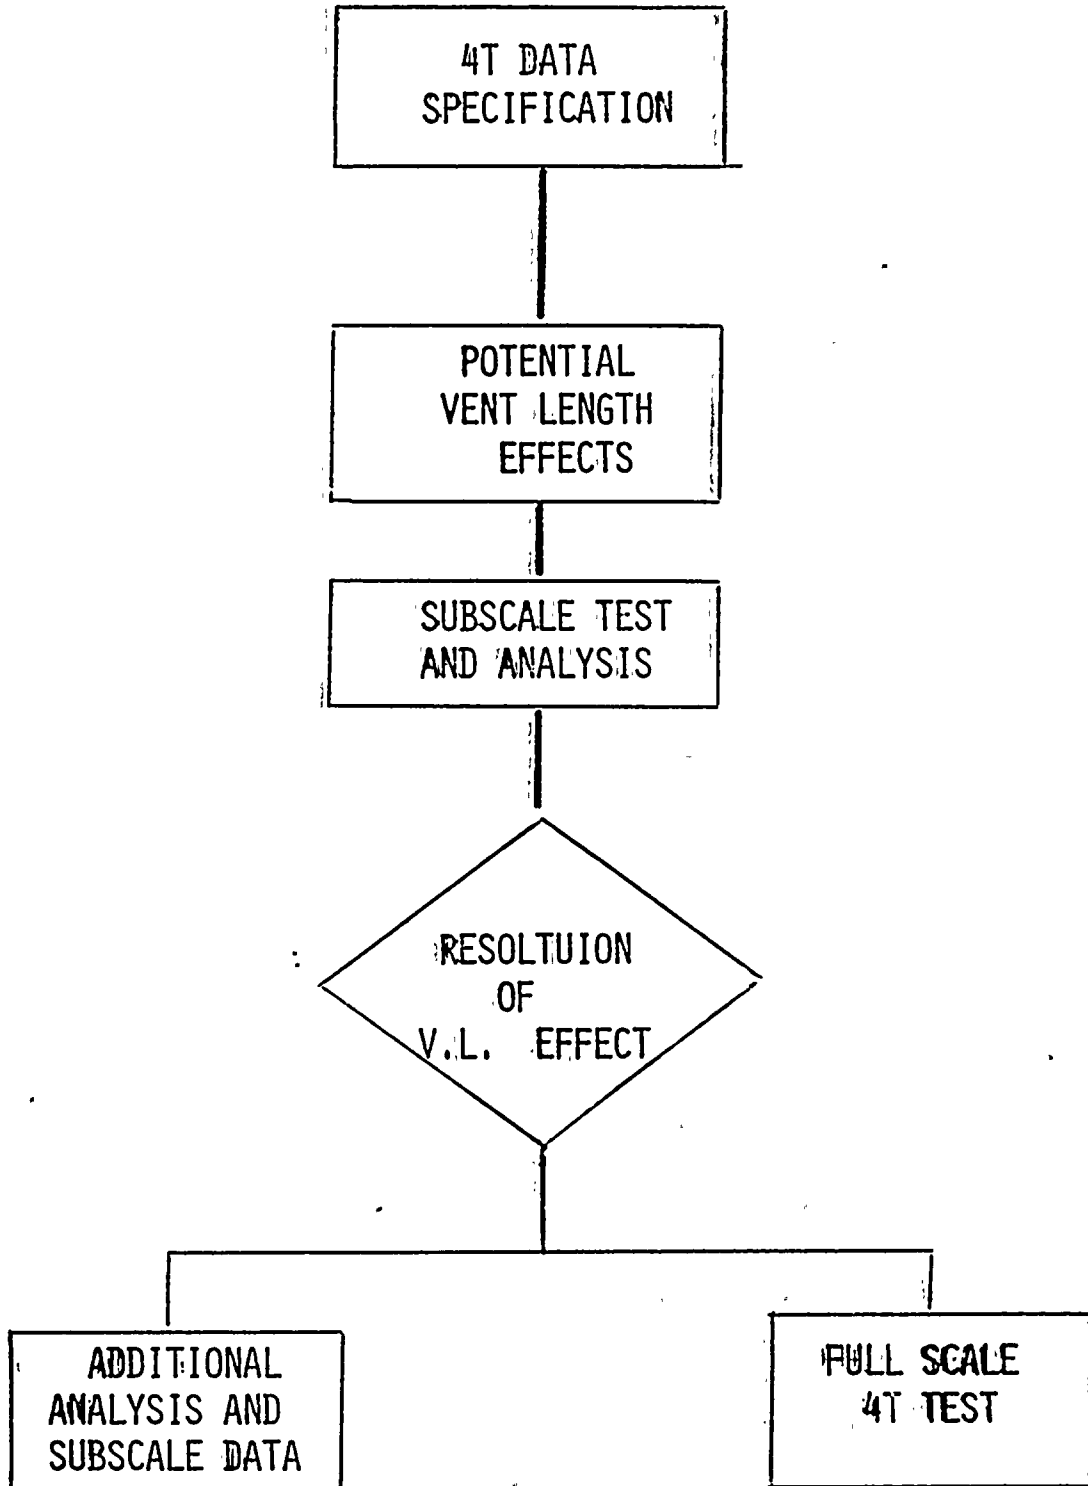 4T DATA
SPECIFICATION
POTENTIAL
VENT LENGTH
EFFECTS
SUBSCALE TEST
AND ANALYSIS
RESOLTUION
OF
V.L. EFFECT
ADDITIONAL
ANALYSIS AND
SUBSCALE DATA
FULL SCALE
4T TEST